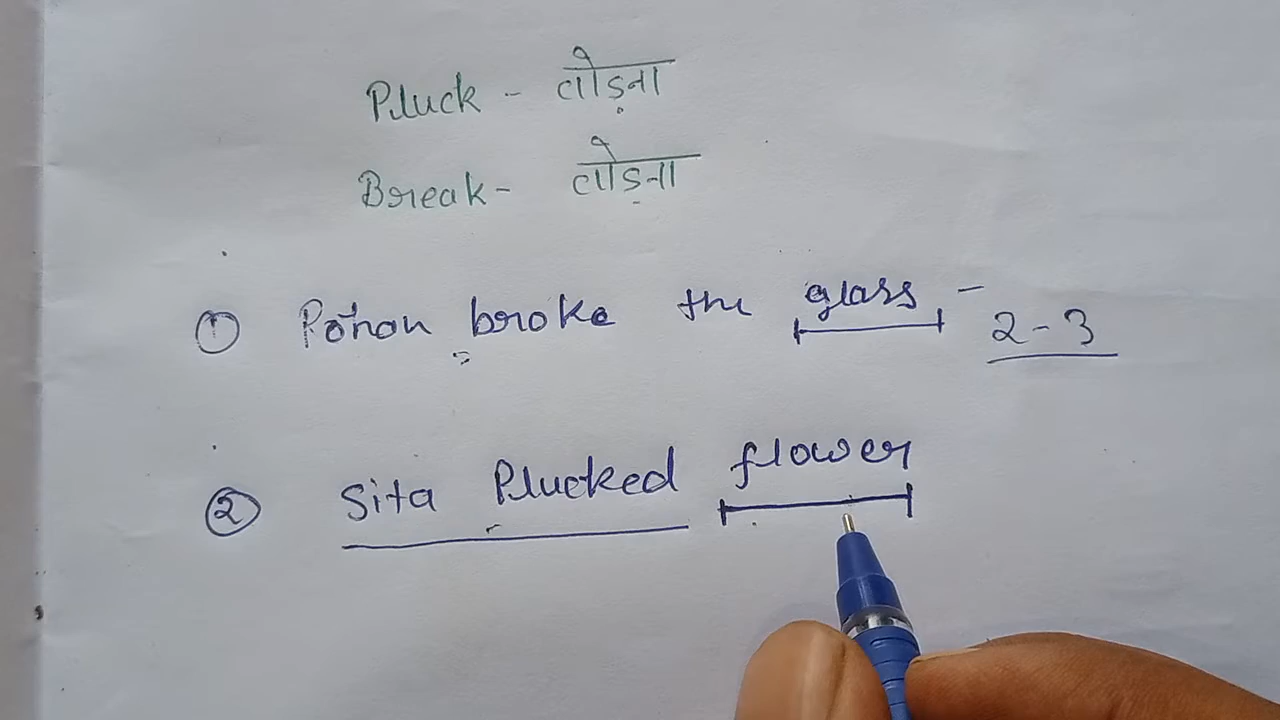 Pluck - तोड़ना
Break - तोड़ना
① Rohan broke the glass -
2-3
② Sita Plucked flower